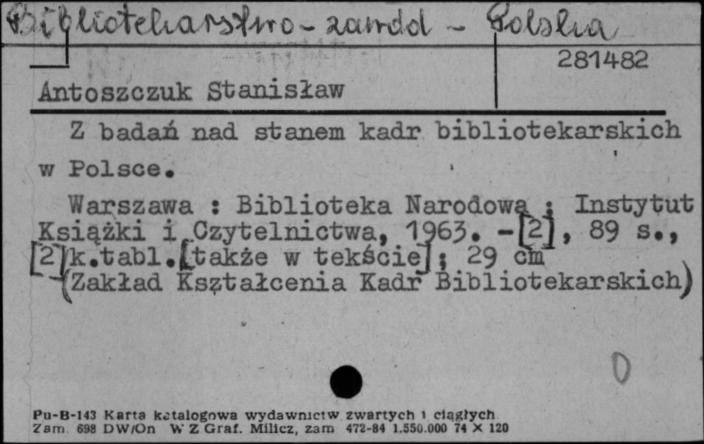 Bibliotekarstwo - zawód - Polska
281482
Antoszczuk Stanisław
Z badań nad stanem kadr bibliotekarskich
w Polsce.
Warszawa : Biblioteka Narodowa ; Instytut
Książki i Czytelnictwa, 1963. - [2], 89 s.,
[2] k.tabl. [także w tekście] ; 29 cm
(Zakład Kształcenia Kadr Bibliotekarskich)
0
Pu-B-143 Karta katalogowa wydawnictw zwartych i ciągłych
Zam. 698 DW/On W Z Graf. Milicz, zam 472-84 1.550.000 74 X 120